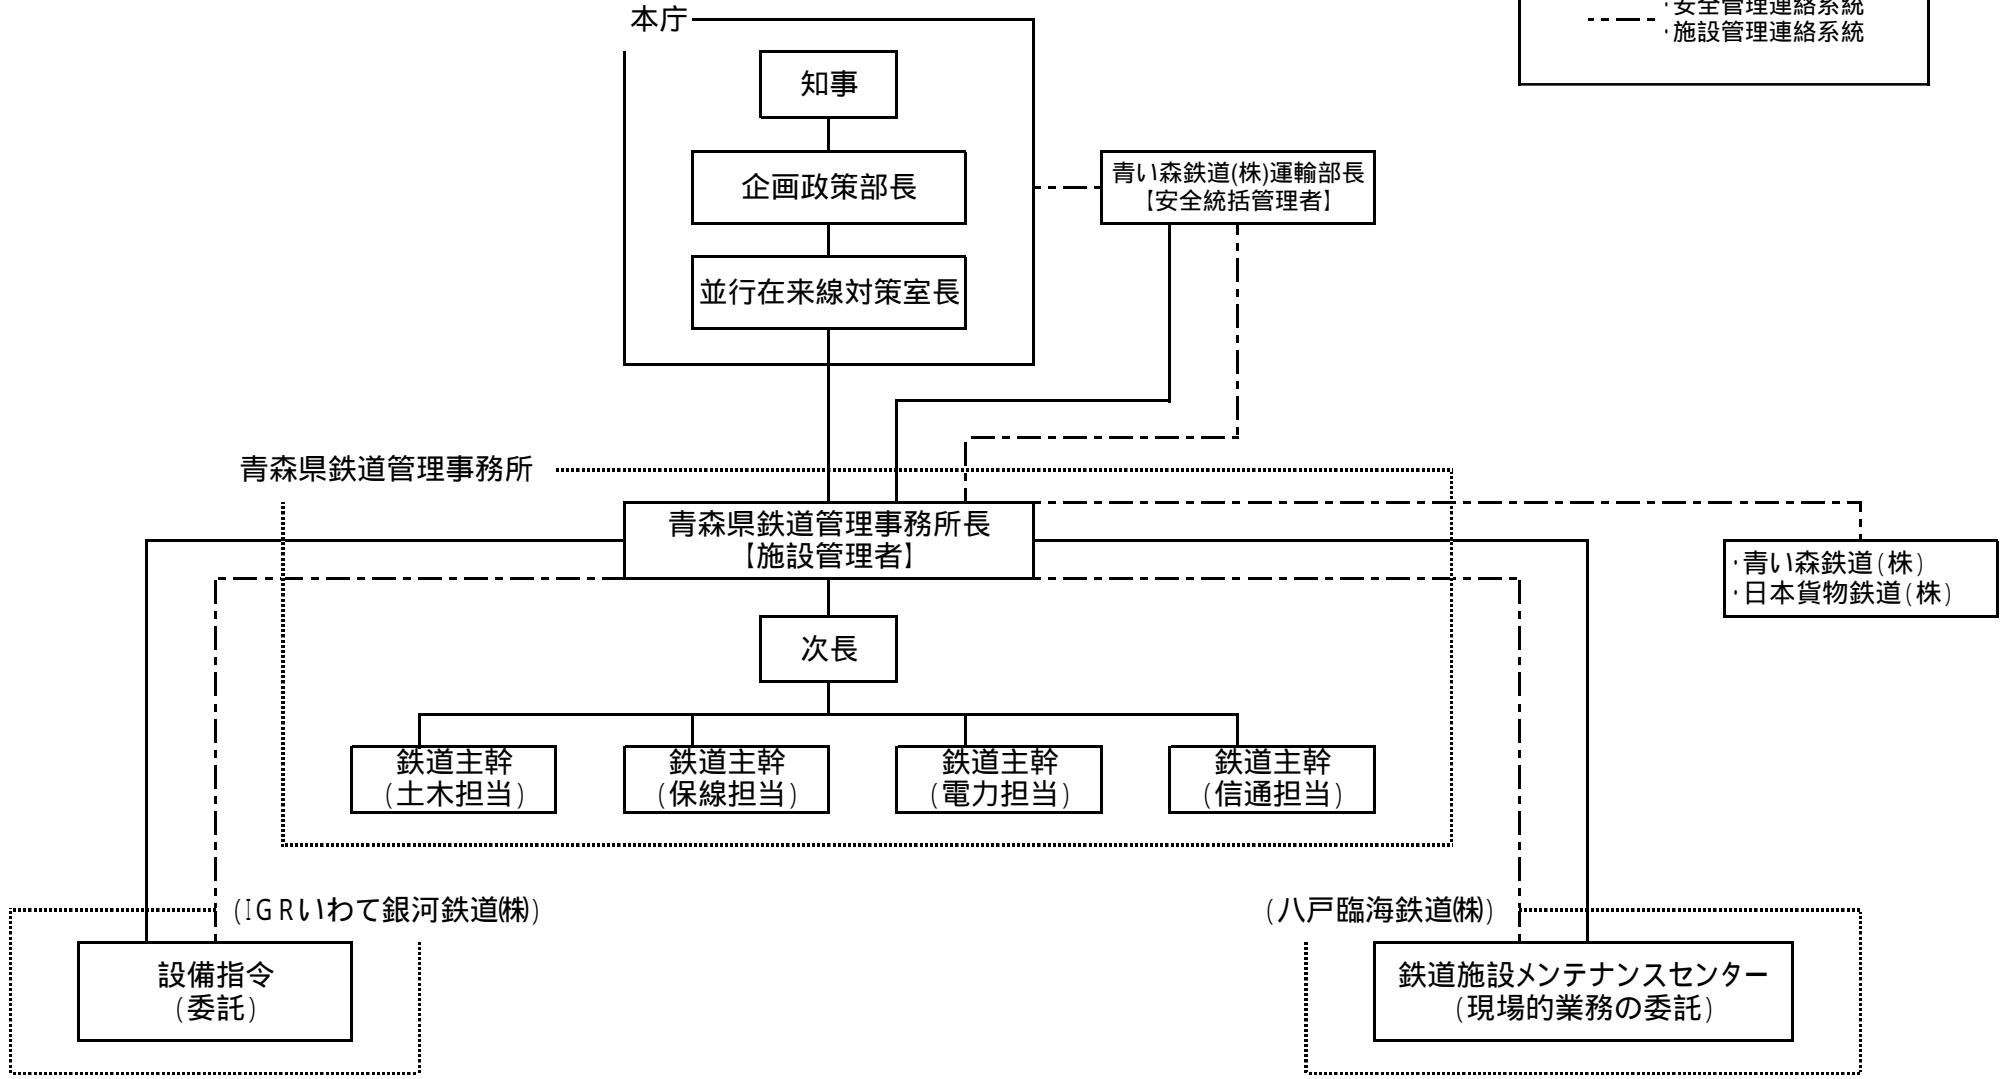 本庁
・安全管理連絡系統
・施設管理連絡系統
知事
企画政策部長
青い森鉄道(株)運輸部長
【安全統括管理者】
並行在来線対策室長
青森県鉄道管理事務所
青森県鉄道管理事務所長
【施設管理者】
・青い森鉄道(株)
・日本貨物鉄道(株)
次長
鉄道主幹
(土木担当)
鉄道主幹
(保線担当)
鉄道主幹
(電力担当)
鉄道主幹
(信通担当)
(IGRいわて銀河鉄道㈱)
(八戸臨海鉄道㈱)
設備指令
(委託)
鉄道施設メンテナンスセンター
(現場的業務の委託)